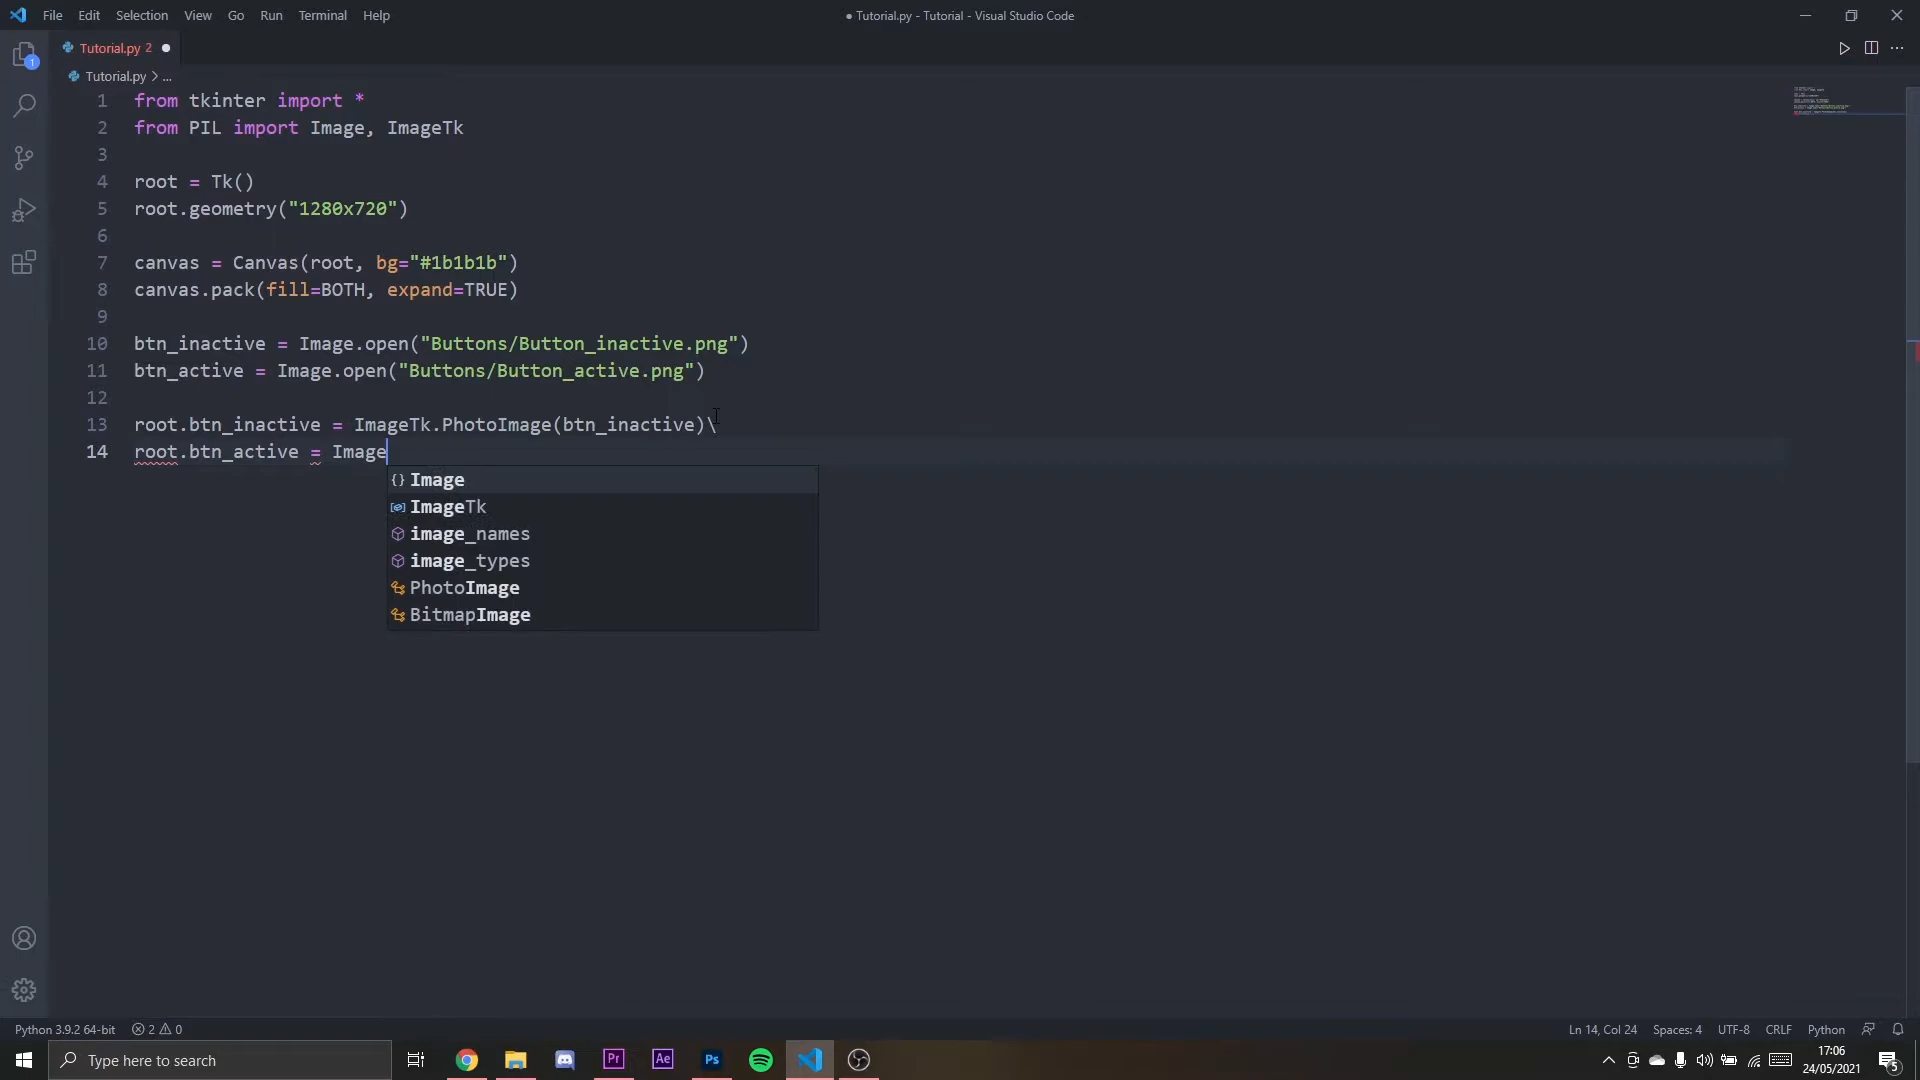 File Edit Selection View Go Run Terminal Help
● Tutorial.py - Tutorial - Visual Studio Code
Tutorial.py 2 ●
Tutorial.py > ...
1 from tkinter import *
2 from PIL import Image, ImageTk
3
4 root = Tk()
5 root.geometry("1280x720")
6
7 canvas = Canvas(root, bg="#1b1b1b")
8 canvas.pack(fill=BOTH, expand=TRUE)
9
10 btn_inactive = Image.open("Buttons/Button_inactive.png")
11 btn_active = Image.open("Buttons/Button_active.png")
12
13 root.btn_inactive = ImageTk.PhotoImage(btn_inactive)\
14 root.btn_active = Image
{} Image
ImageTk
image_names
image_types
PhotoImage
BitmapImage
1
Python 3.9.2 64-bit 2 0
Ln 14, Col 24 Spaces: 4 UTF-8 CRLF Python
Type here to search
Pr Ae Ps
17:06
24/05/2021
5